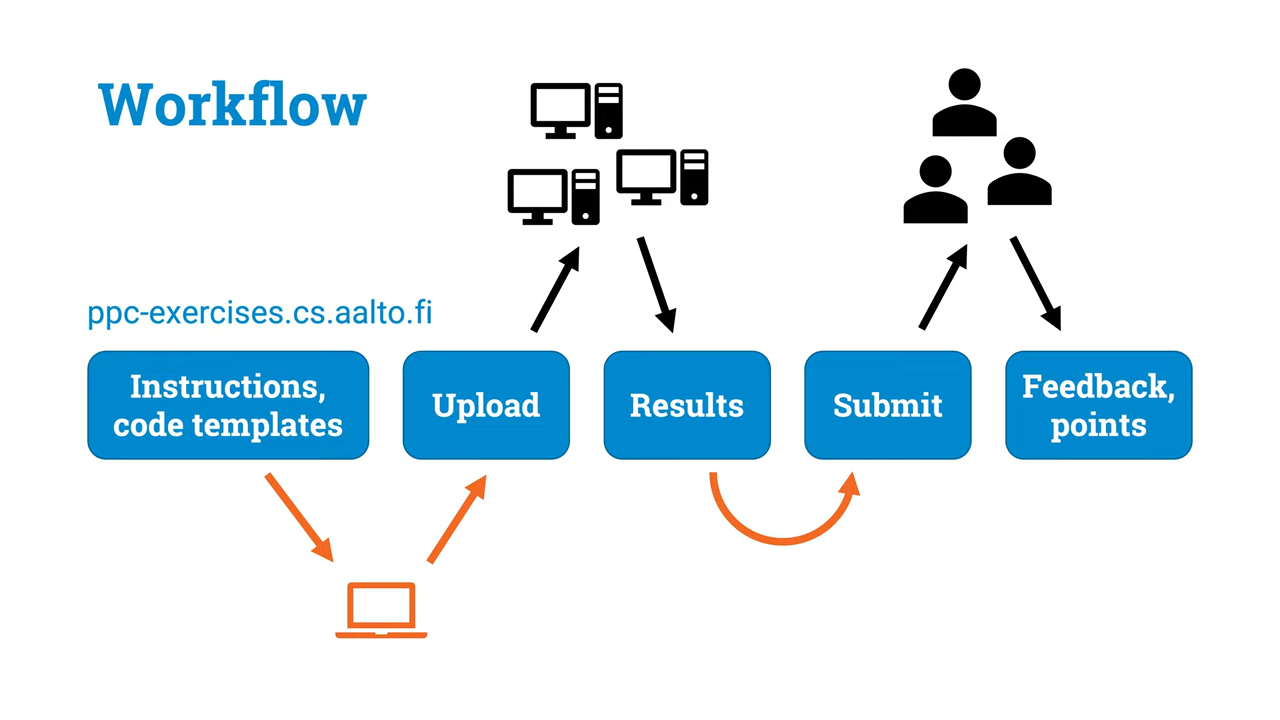 Workflow
ppc-exercises.cs.aalto.fi
Instructions,
code templates
Upload
Results
Submit
Feedback,
points